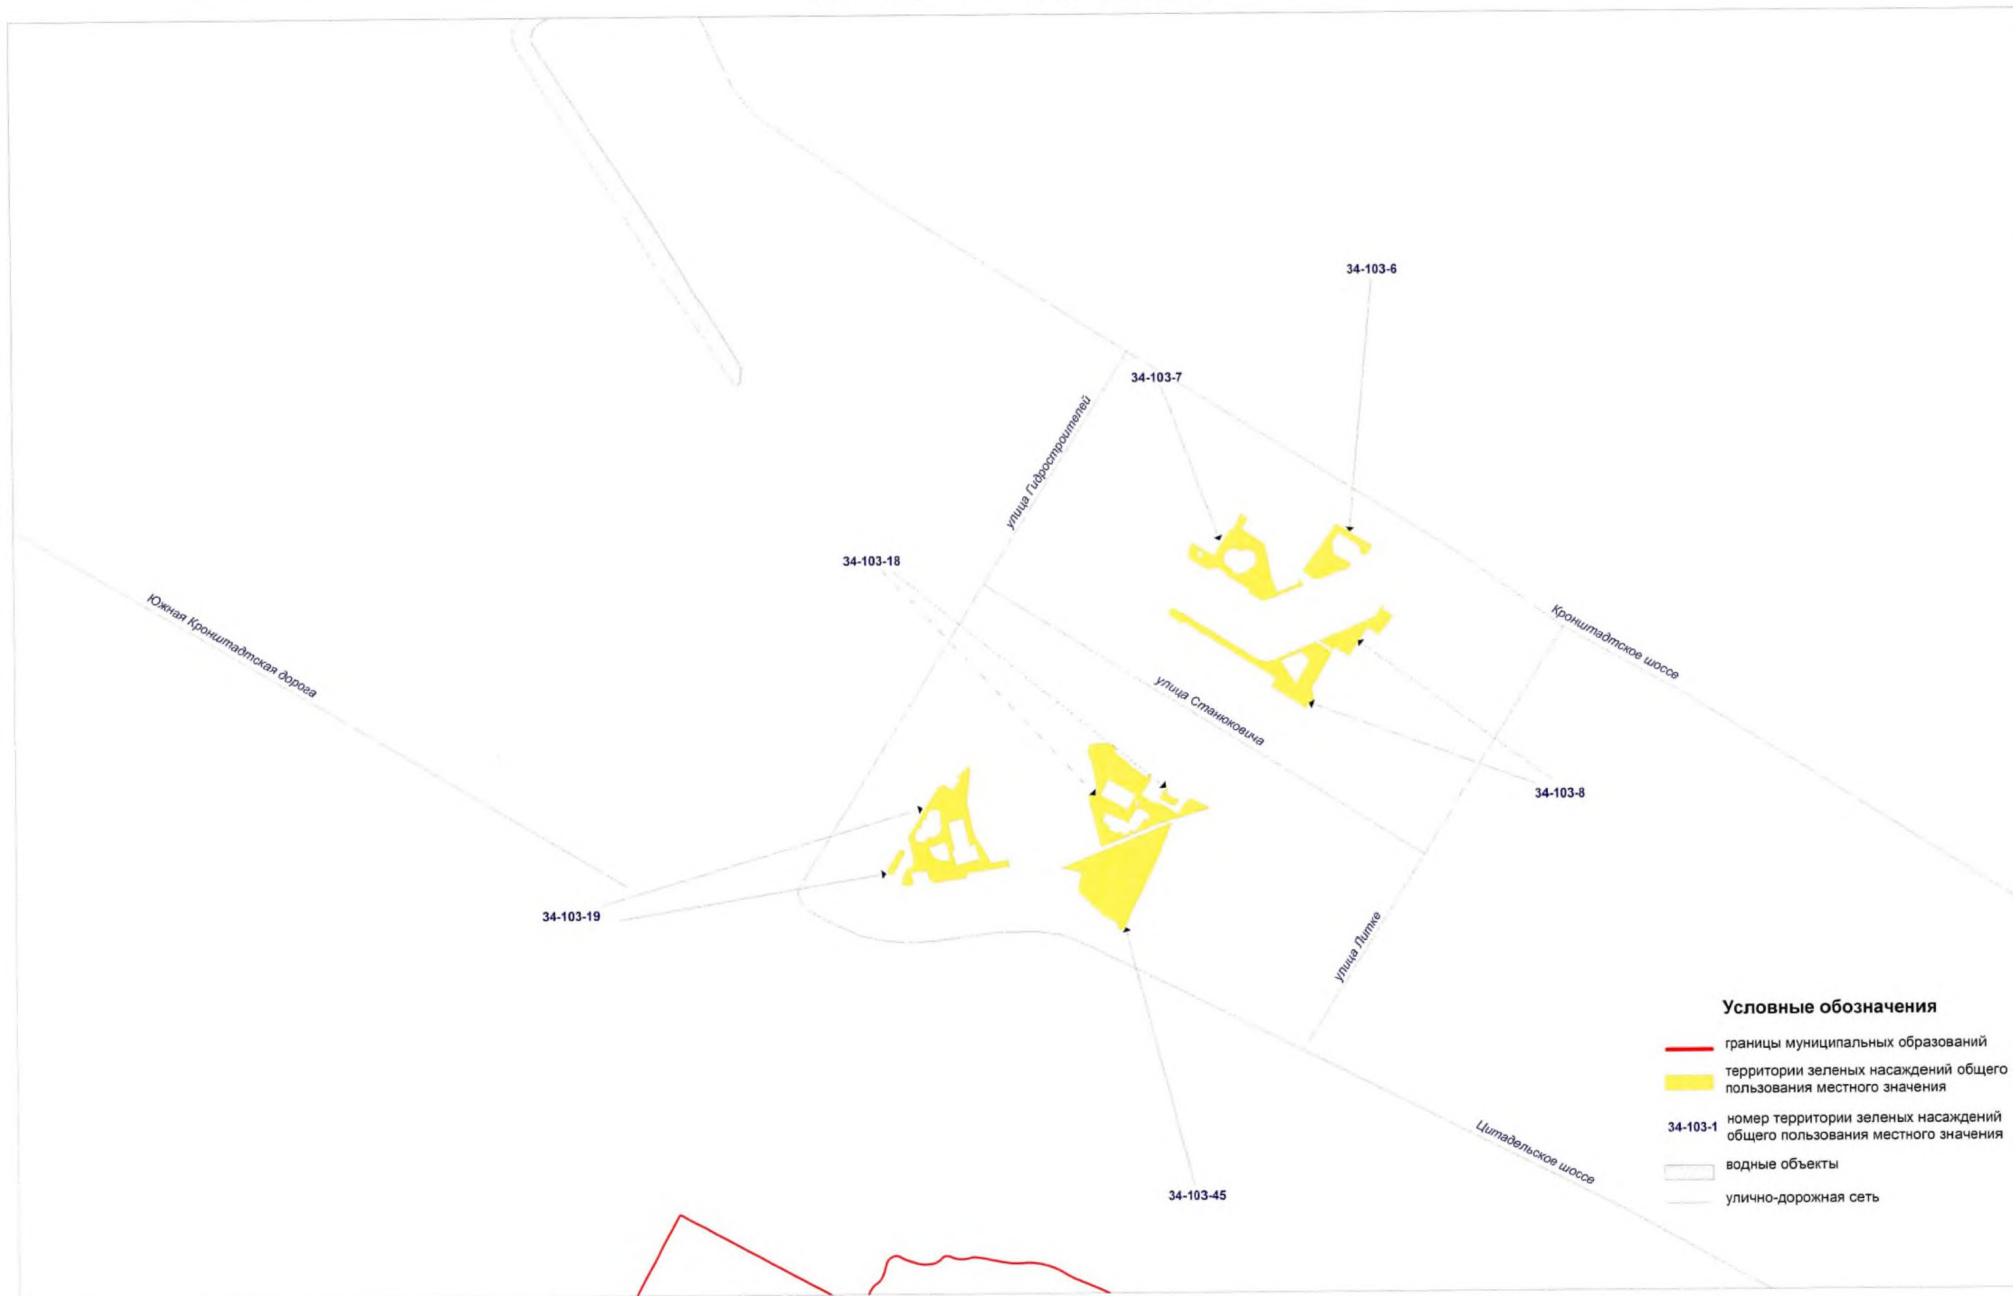 34-103-6
34-103-7
улица Гидростроителей
34-103-18
Южная Кронштадтская дорога
Кронштадтское шоссе
улица Станюковича
34-103-8
34-103-19
улица Литке
Условные обозначения
границы муниципальных образований
территории зеленых насаждений общего
пользования местного значения
34-103-1 номер территории зеленых насаждений
общего пользования местного значения
водные объекты
улично-дорожная сеть
Цитадельское шоссе
34-103-45